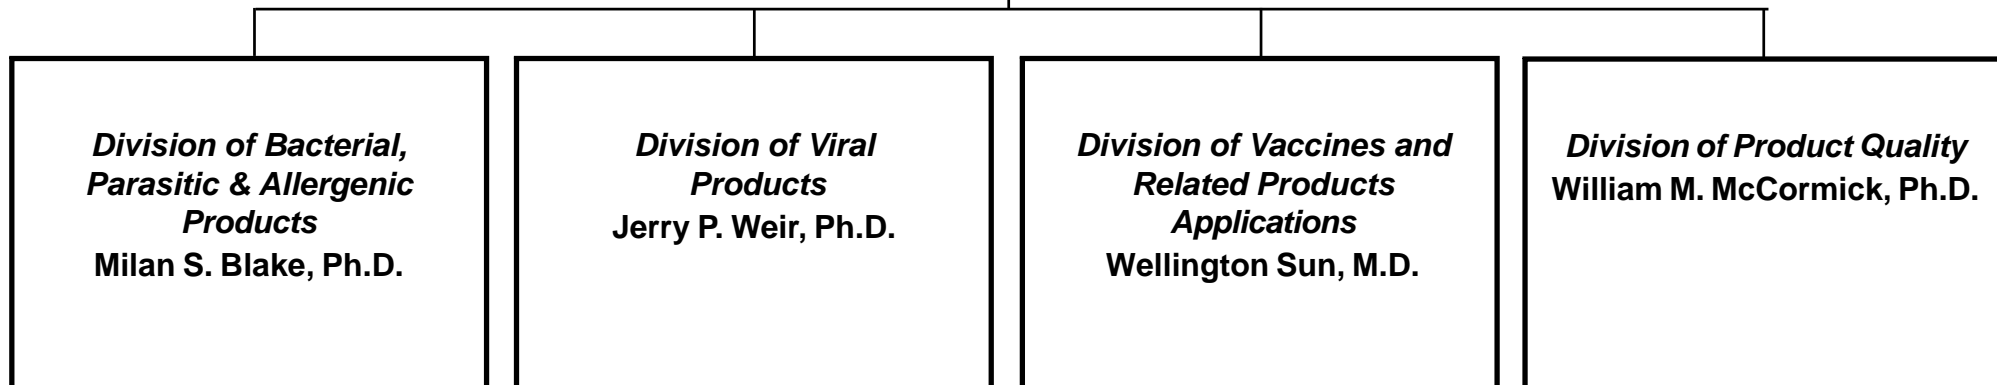 Division of Bacterial,
Parasitic & Allergenic
Products
Milan S. Blake, Ph.D.
Division of Viral
Products
Jerry P. Weir, Ph.D.
Division of Vaccines and
Related Products
Applications
Wellington Sun, M.D.
Division of Product Quality
William M. McCormick, Ph.D.